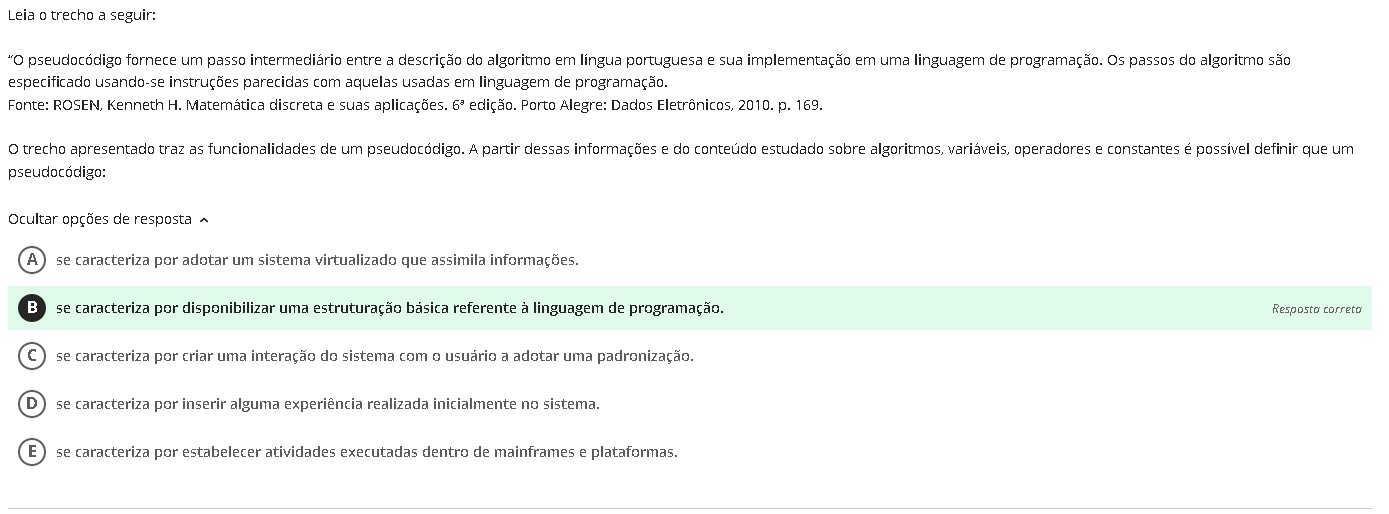 Leia o trecho a seguir:
“O pseudocódigo fornece um passo intermediário entre a descrição do algoritmo em língua portuguesa e sua implementação em uma linguagem de programação. Os passos do algoritmo são
especificado usando-se instruções parecidas com aquelas usadas em linguagem de programação.
Fonte: ROSEN, Kenneth H. Matemática discreta e suas aplicações. 6ª edição. Porto Alegre: Dados Eletrônicos, 2010. p. 169.
O trecho apresentado traz as funcionalidades de um pseudocódigo. A partir dessas informações e do conteúdo estudado sobre algoritmos, variáveis, operadores e constantes é possível definir que um
pseudocódigo:
Ocultar opções de resposta
A se caracteriza por adotar um sistema virtualizado que assimila informações.
B se caracteriza por disponibilizar uma estruturação básica referente à linguagem de programação. Resposta correta
C se caracteriza por criar uma interação do sistema com o usuário a adotar uma padronização.
D se caracteriza por inserir alguma experiência realizada inicialmente no sistema.
E se caracteriza por estabelecer atividades executadas dentro de mainframes e plataformas.